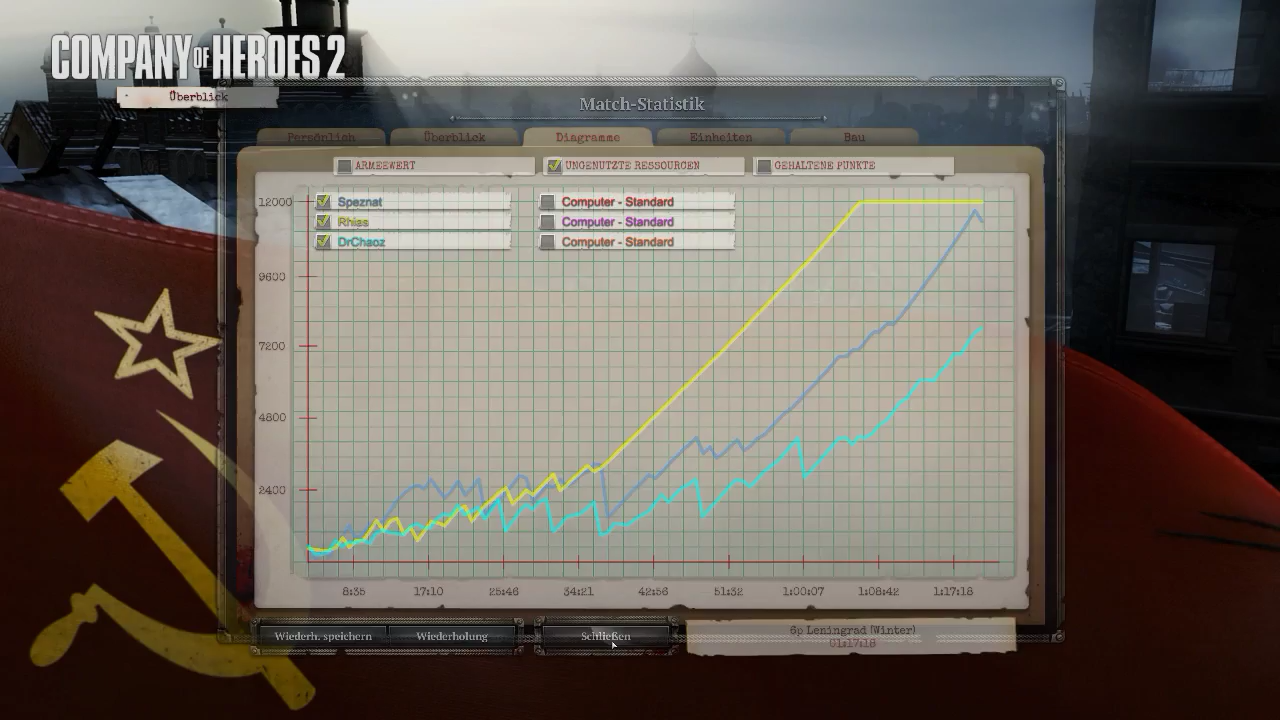 COMPANY OF HEROES 2
Überblick
Match-Statistik
Persönlich Überblick Diagramme Einheiten Bau
ARMEEWERT UNGENUTZTE RESSOURCEN GEHALTENE PUNKTE
12000 Speznat Computer - Standard
Rhias Computer - Standard
DrChaoz Computer - Standard
9600
7200
4800
2400
8:35 17:10 25:46 34:21 42:56 51:32 1:00:07 1:08:42 1:17:18
Wiederh. speichern Wiederholung Schließen 6p Leningrad (Winter)
01:17:18